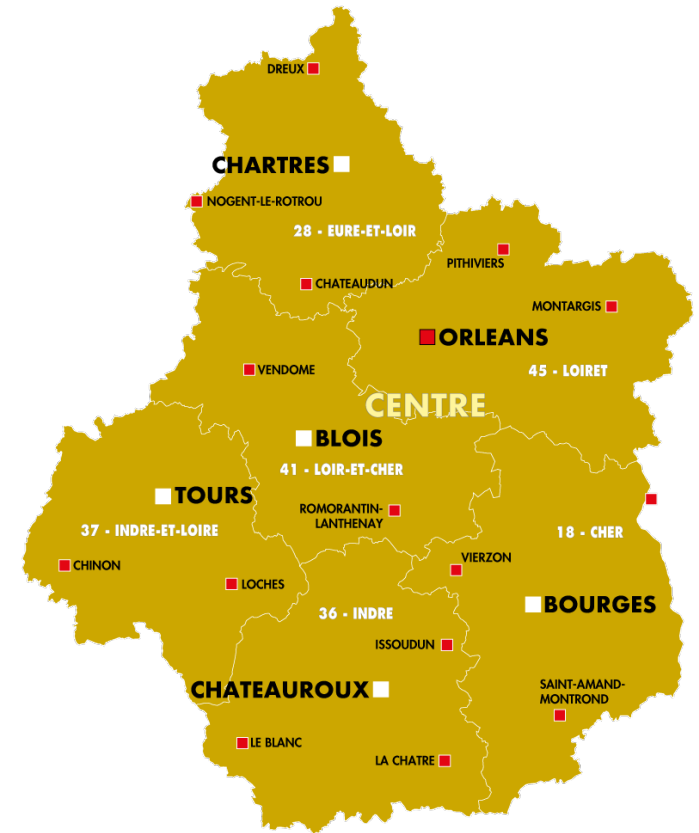 DREUX
CHARTRES
NOGENT-LE-ROTROU
28 - EURE-ET-LOIR
PITHIVIERS
CHATEAUDUN
MONTARGIS
ORLEANS
VENDOME
45 - LOIRET
CENTRE
BLOIS
41 - LOIR-ET-CHER
TOURS
ROMORANTIN-
LANTHENAY
37 - INDRE-ET-LOIRE
18 - CHER
VIERZON
CHINON
LOCHES
BOURGES
36 - INDRE
ISSOUDUN
SAINT-AMAND-
MONTROND
CHATEAUROUX
LE BLANC
LA CHATRE